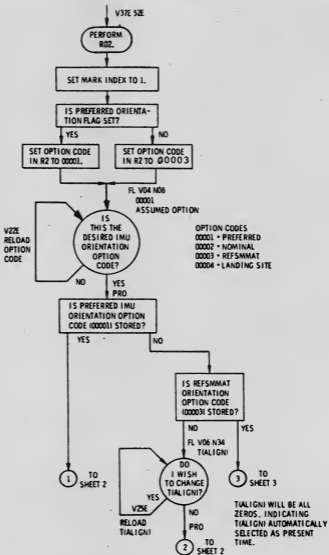 V37E 52E
PERFORM
R02.
SET MARK INDEX TO 1.
IS PREFERRED ORIENTA-
TION FLAG SET?
YES
NO
SET OPTION CODE
IN R2 TO 00001.
SET OPTION CODE
IN R2 TO 00003
FL V04 N06
00001
ASSUMED OPTION
V22E
RELOAD
OPTION
CODE
IS
THIS THE
DESIRED IMU
ORIENTATION
OPTION
CODE?
OPTION CODES
00001 - PREFERRED
00002 - NOMINAL
00003 - REFSMMAT
00004 - LANDING SITE
NO
YES
PRO
IS PREFERRED IMU
ORIENTATION OPTION
CODE (00001) STORED?
YES
NO
IS REFSMMAT
ORIENTATION
OPTION CODE
(00003) STORED?
NO
YES
FL V06 N34
T(ALIGN)
1
TO
SHEET 2
DO
I WISH
TO CHANGE
T(ALIGN)?
3
TO
SHEET 3
V25E
YES
RELOAD
T(ALIGN)
NO
PRO
T(ALIGN) WILL BE ALL
ZEROS, INDICATING
T(ALIGN) AUTOMATICALLY
SELECTED AS PRESENT
TIME.
2
TO
SHEET 2